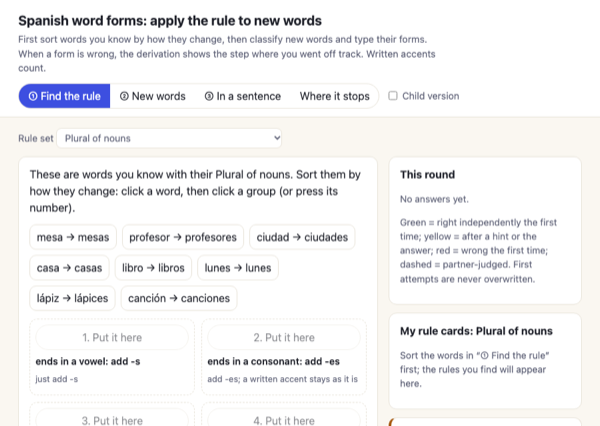 Spanish word forms: apply the rule to new words
First sort words you know by how they change, then classify new words and type their forms.
When a form is wrong, the derivation shows the step where you went off track. Written accents
count.
① Find the rule
② New words
③ In a sentence
Where it stops
Child version
Rule set
Plural of nouns
These are words you know with their Plural of nouns. Sort them by
how they change: click a word, then click a group (or press its
number).
mesa → mesas
profesor → profesores
ciudad → ciudades
casa → casas
libro → libros
lunes → lunes
lápiz → lápices
canción → canciones
1. Put it here
ends in a vowel: add -s
just add -s
2. Put it here
ends in a consonant: add -es
add -es; a written accent stays as it is
3. Put it here
4. Put it here
This round
No answers yet.
Green = right independently the first
time; yellow = after a hint or the
answer; red = wrong the first time;
dashed = partner-judged. First
attempts are never overwritten.
My rule cards: Plural of nouns
Sort the words in “① Find the rule”
first; the rules you find will appear
here.